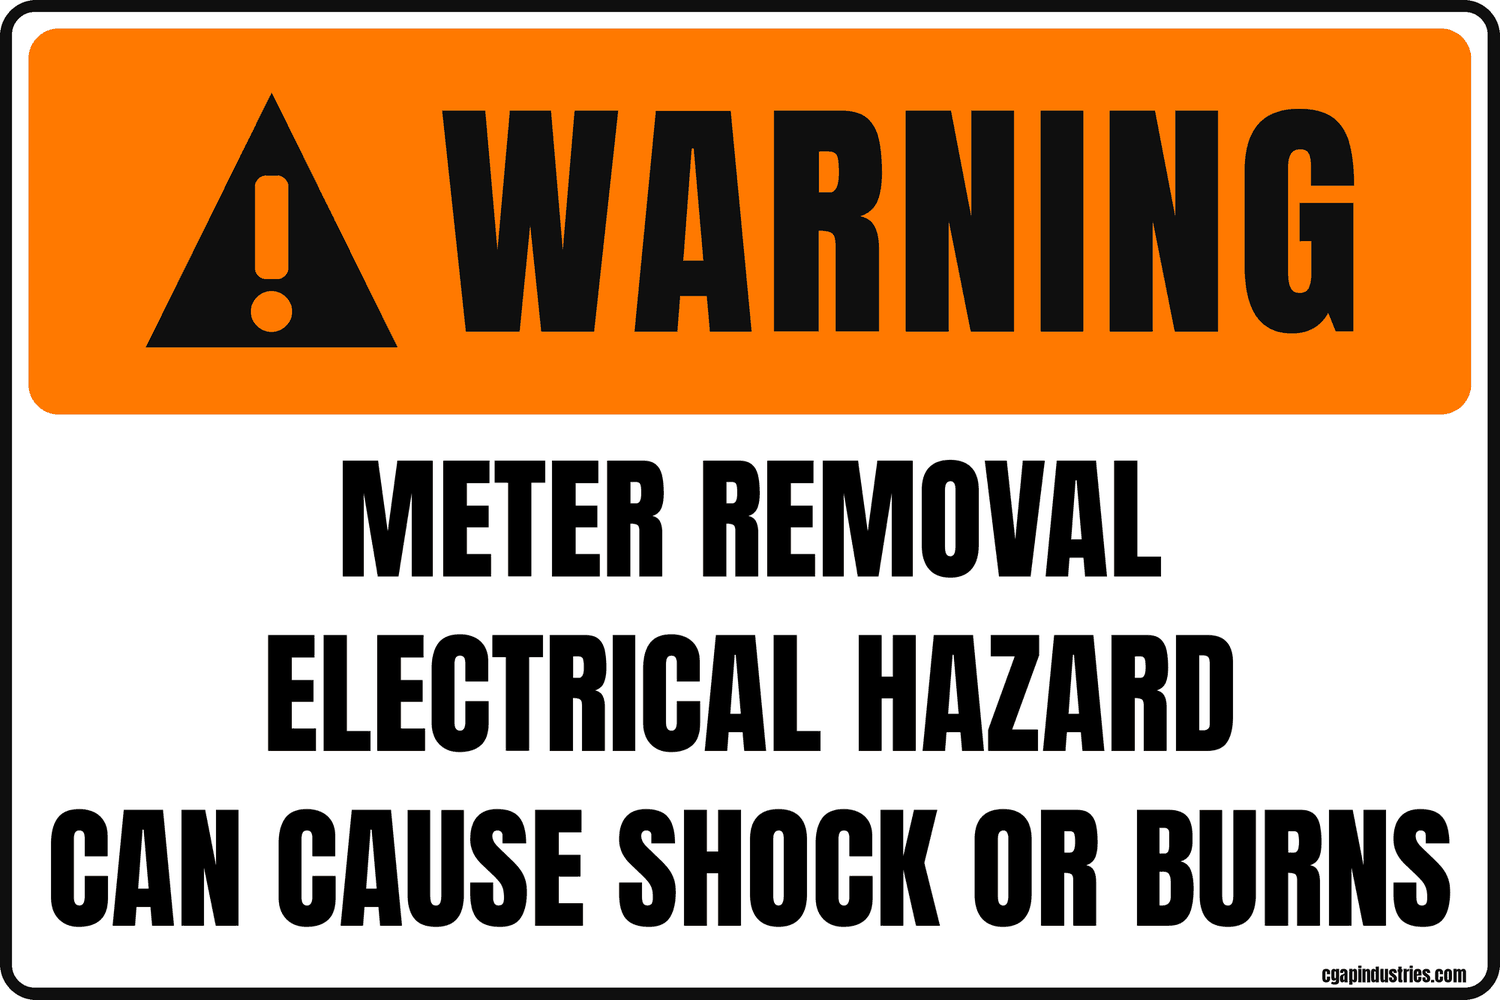 WARNING
METER REMOVAL
ELECTRICAL HAZARD
CAN CAUSE SHOCK OR BURNS
cgapindustries.com